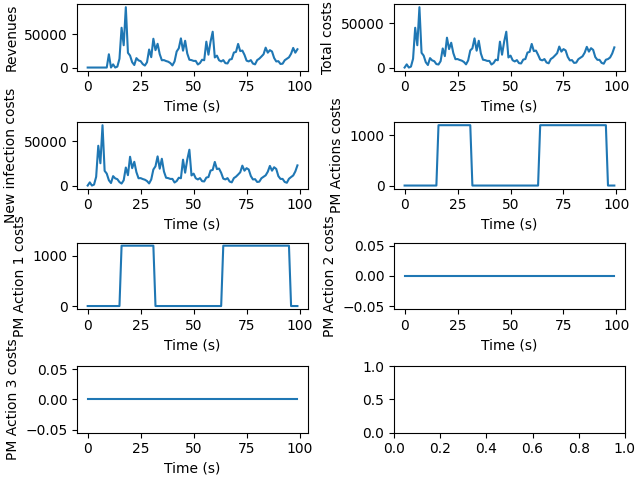 Revenues
50000
0
0 25 50 75 100
Time (s)
Total costs
50000
0
0 25 50 75 100
Time (s)
New infection costs
50000
0
0 25 50 75 100
Time (s)
PM Actions costs
1000
0
0 25 50 75 100
Time (s)
PM Action 1 costs
1000
0
0 25 50 75 100
Time (s)
PM Action 2 costs
0.05
0.00
−0.05
0 25 50 75 100
Time (s)
PM Action 3 costs
0.05
0.00
−0.05
0 25 50 75 100
Time (s)
1.0
0.5
0.0
0.0 0.2 0.4 0.6 0.8 1.0